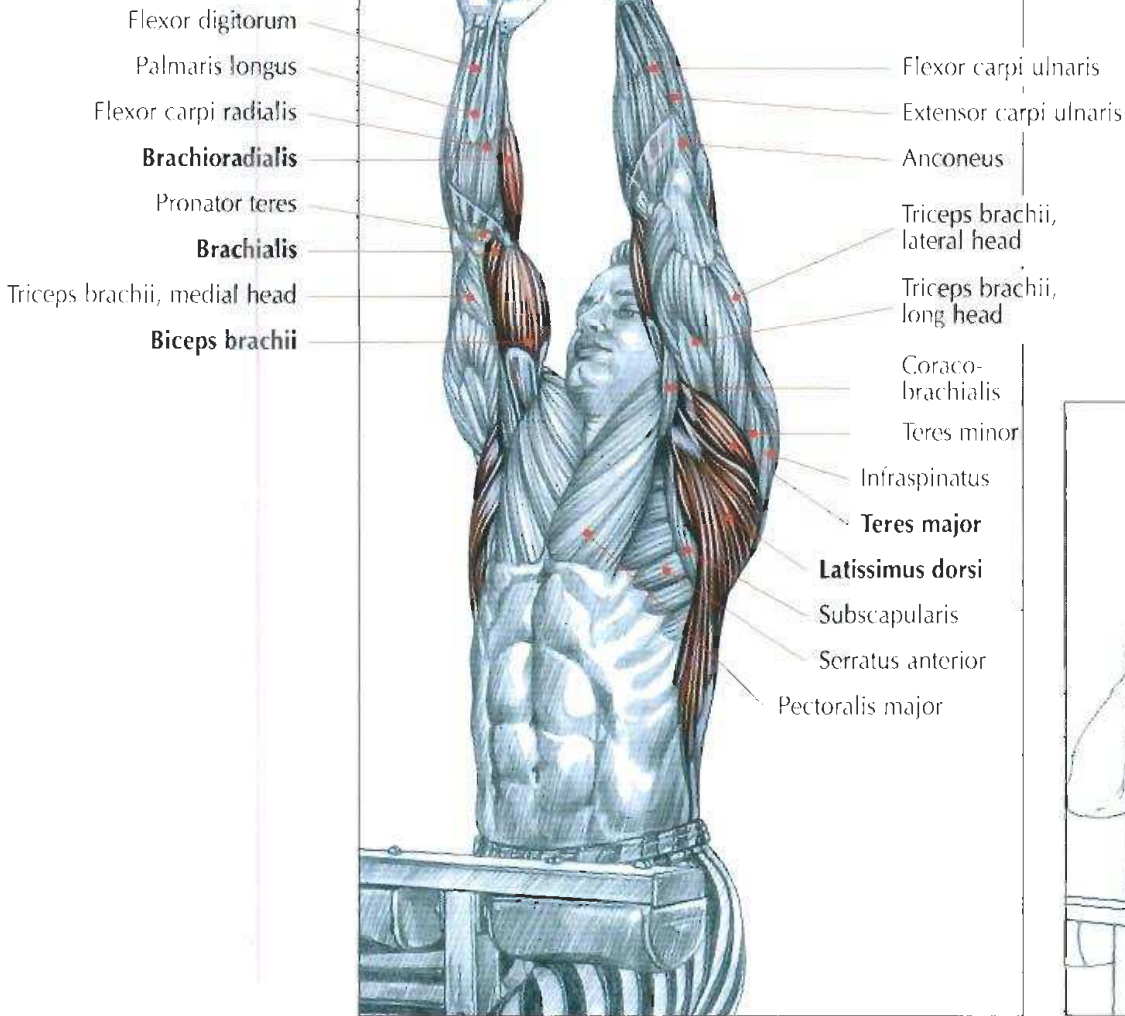 Flexor digitorum
Palmaris longus
Flexor carpi radialis
Brachioradialis
Pronator teres
Brachialis
Triceps brachii, medial head
Biceps brachii
Flexor carpi ulnaris
Extensor carpi ulnaris
Anconeus
Triceps brachii,
lateral head
Triceps brachii,
long head
Coraco-
brachialis
Teres minor
Infraspinatus
Teres major
Latissimus dorsi
Subscapularis
Serratus anterior
Pectoralis major